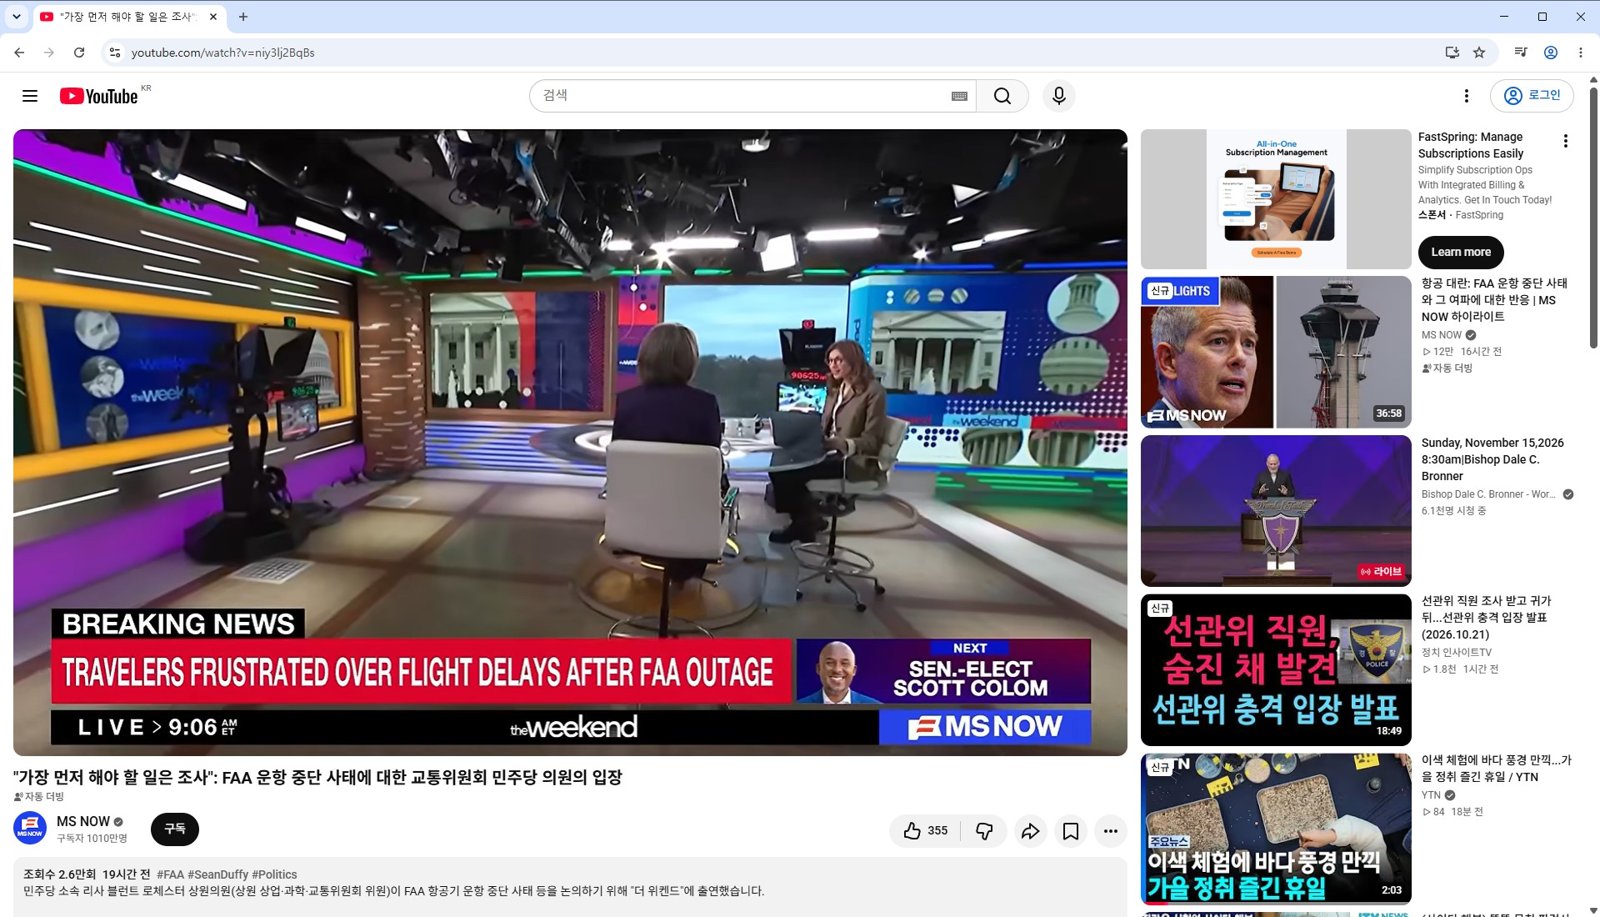 "가장 먼저 해야 할 일은 조사":
youtube.com/watch?v=niy3lj2BqBs
YouTube KR
검색
로그인
the weekend
90625
the weekend
BREAKING NEWS
TRAVELERS FRUSTRATED OVER FLIGHT DELAYS AFTER FAA OUTAGE
NEXT
SEN.-ELECT
SCOTT COLOM
LIVE > 9:06 AM ET
the weekend
MS NOW
"가장 먼저 해야 할 일은 조사": FAA 운항 중단 사태에 대한 교통위원회 민주당 의원의 입장
자동 더빙
MS NOW
MS NOW
구독자 1010만명
구독
355
조회수 2.6만회 19시간 전 #FAA #SeanDuffy #Politics
민주당 소속 리사 블런트 로체스터 상원의원(상원 상업·과학·교통위원회 위원)이 FAA 항공기 운항 중단 사태 등을 논의하기 위해 "더 위켄드"에 출연했습니다.
All-in-One
Subscription Management
FastSpring: Manage
Subscriptions Easily
Simplify Subscription Ops
With Integrated Billing &
Analytics. Get In Touch Today!
스폰서 · FastSpring
Learn more
신규
LIGHTS
MS NOW
36:58
항공 대란: FAA 운항 중단 사태
와 그 여파에 대한 반응 | MS
NOW 하이라이트
MS NOW
12만 16시간 전
자동 더빙
라이브
Sunday, November 15,2026
8:30am|Bishop Dale C.
Bronner
Bishop Dale C. Bronner - Wor...
6.1천명 시청 중
신규
선관위 직원,
숨진 채 발견
선관위 충격 입장 발표
경찰
POLICE
18:49
선관위 직원 조사 받고 귀가
뒤...선관위 충격 입장 발표
(2026.10.21)
정치 인사이트TV
1.8천 1시간 전
신규
주요뉴스
이색 체험에 바다 풍경 만끽
가을 정취 즐긴 휴일
2:03
이색 체험에 바다 풍경 만끽...가
을 정취 즐긴 휴일 / YTN
YTN
84 18분 전